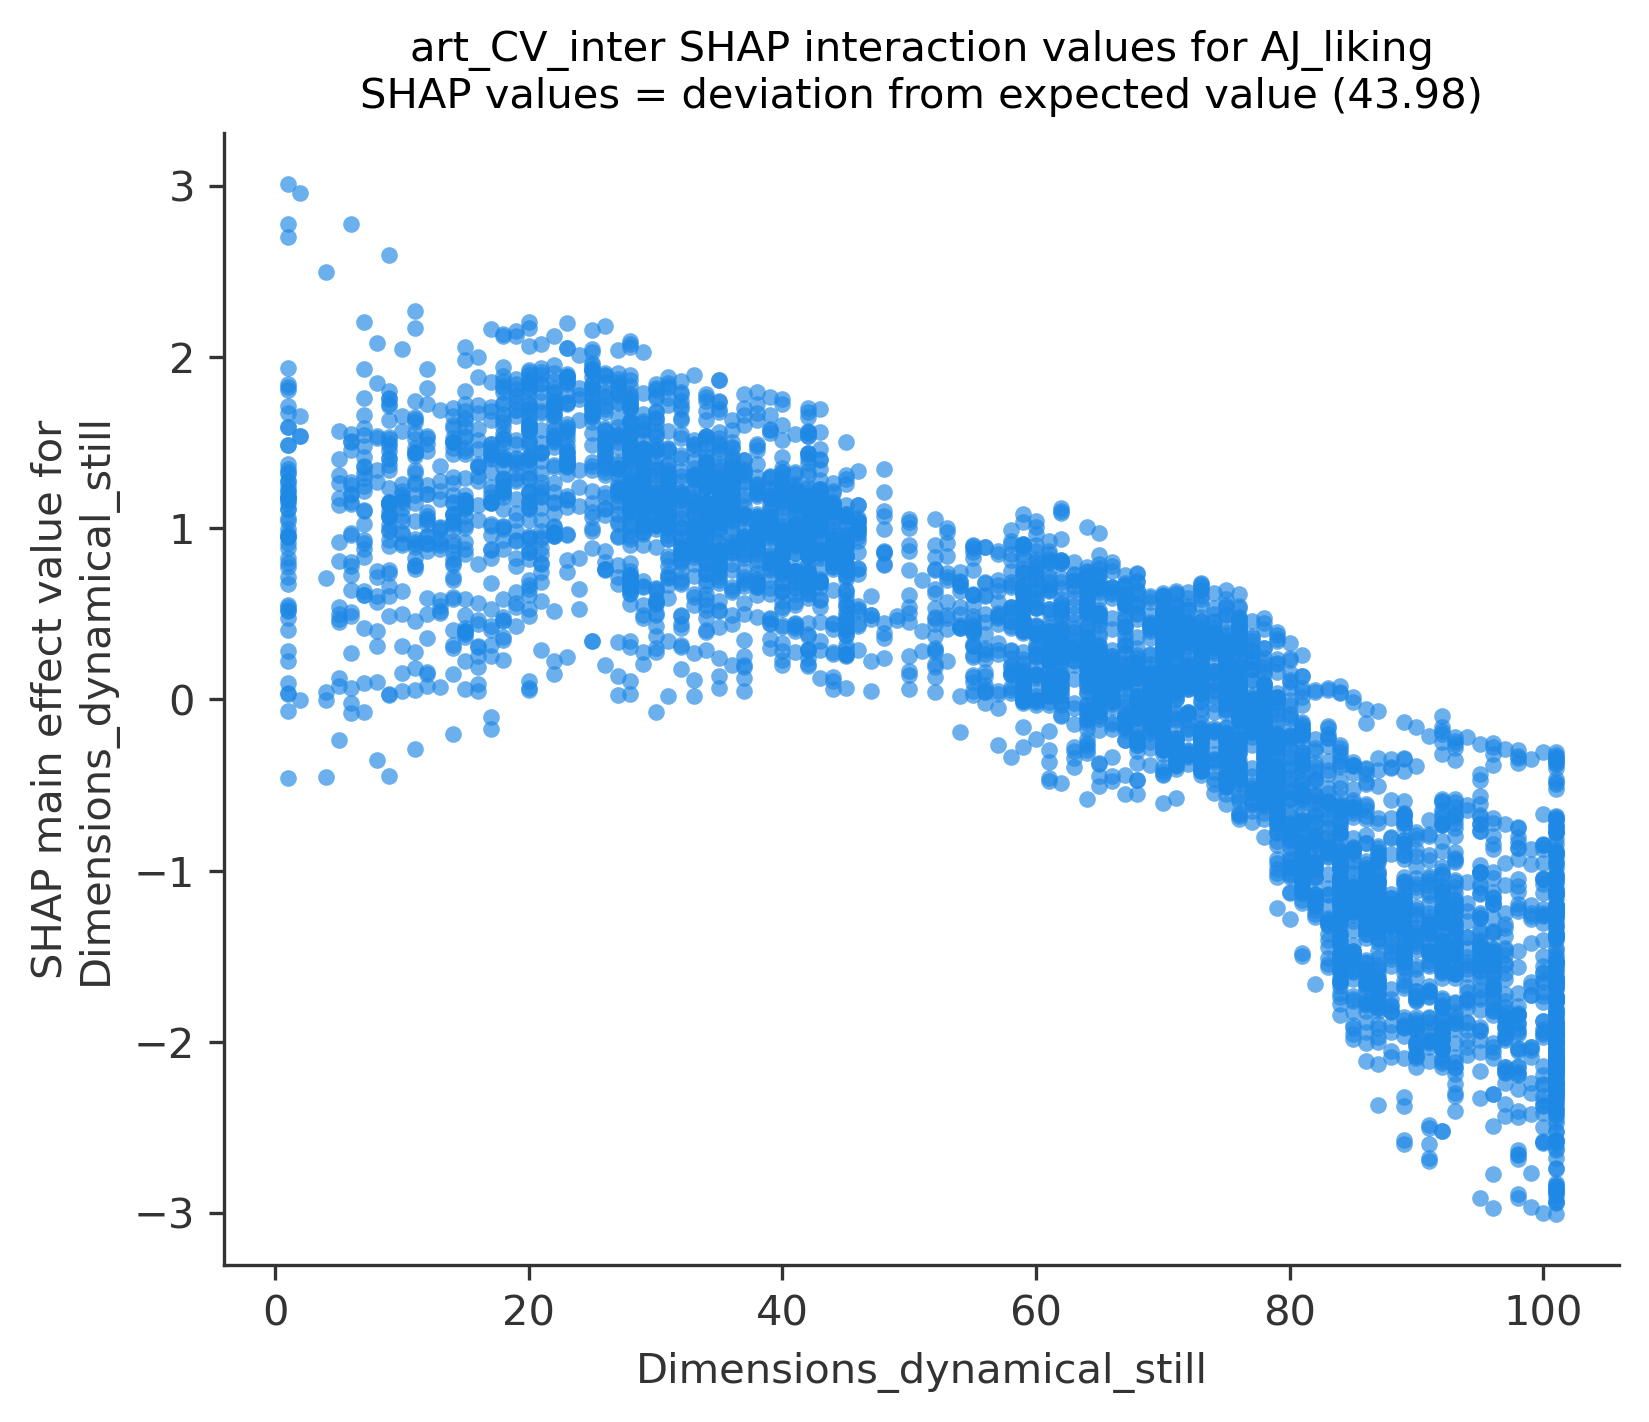 art_CV_inter SHAP interaction values for AJ_liking
SHAP values = deviation from expected value (43.98)
SHAP main effect value for
Dimensions_dynamical_still
3
2
1
0
−1
−2
−3
0
20
40
60
80
100
Dimensions_dynamical_still